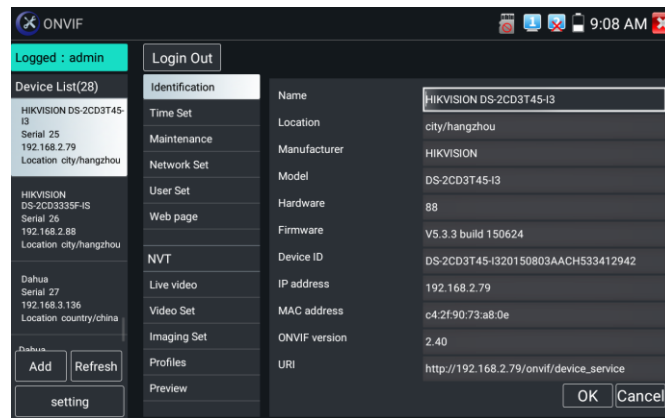 ONVIF
9:08 AM
Logged : admin
Login Out
Device List(28)
HIKVISION DS-2CD3T45-
I3
Serial 25
192.168.2.79
Location city/hangzhou
HIKVISION
DS-2CD3335F-IS
Serial 26
192.168.2.88
Location city/hangzhou
Dahua
Serial 27
192.168.3.136
Location country/china
Dahua
Add
Refresh
setting
Identification
Time Set
Maintenance
Network Set
User Set
Web page
NVT
Live video
Video Set
Imaging Set
Profiles
Preview
Name HIKVISION DS-2CD3T45-I3
Location city/hangzhou
Manufacturer HIKVISION
Model DS-2CD3T45-I3
Hardware 88
Firmware V5.3.3 build 150624
Device ID DS-2CD3T45-I320150803AACH533412942
IP address 192.168.2.79
MAC address c4:2f:90:73:a8:0e
ONVIF version 2.40
URI http://192.168.2.79/onvif/device_service
OK Cancel